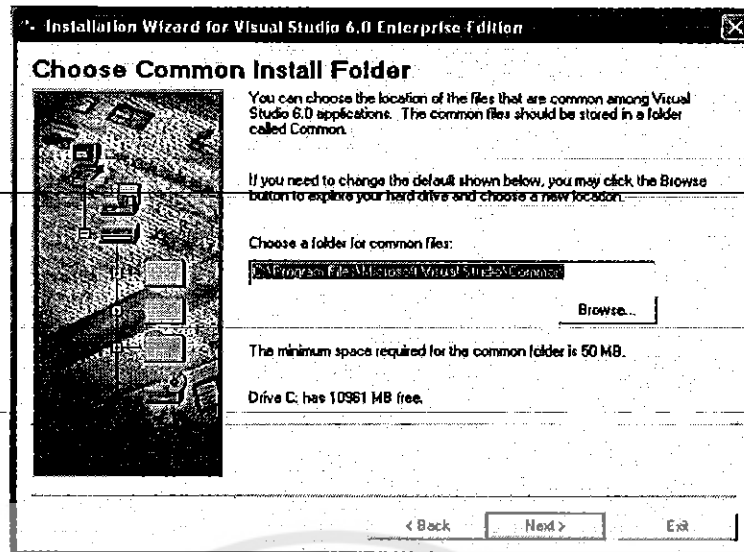 Installation Wizard for Visual Studio 6.0 Enterprise Edition
Choose Common Install Folder
You can choose the location of the files that are common among Visual
Studio 6.0 applications. The common files should be stored in a folder
called Common.
If you need to change the default shown below, you may click the Browse
button to explore your hard drive and choose a new location.
Choose a folder for common files:
\Program Files\Microsoft Visual Studio\Common
Browse...
The minimum space required for the common folder is 50 MB.
Drive C: has 10961 MB free.
< Back
Next >
Exit